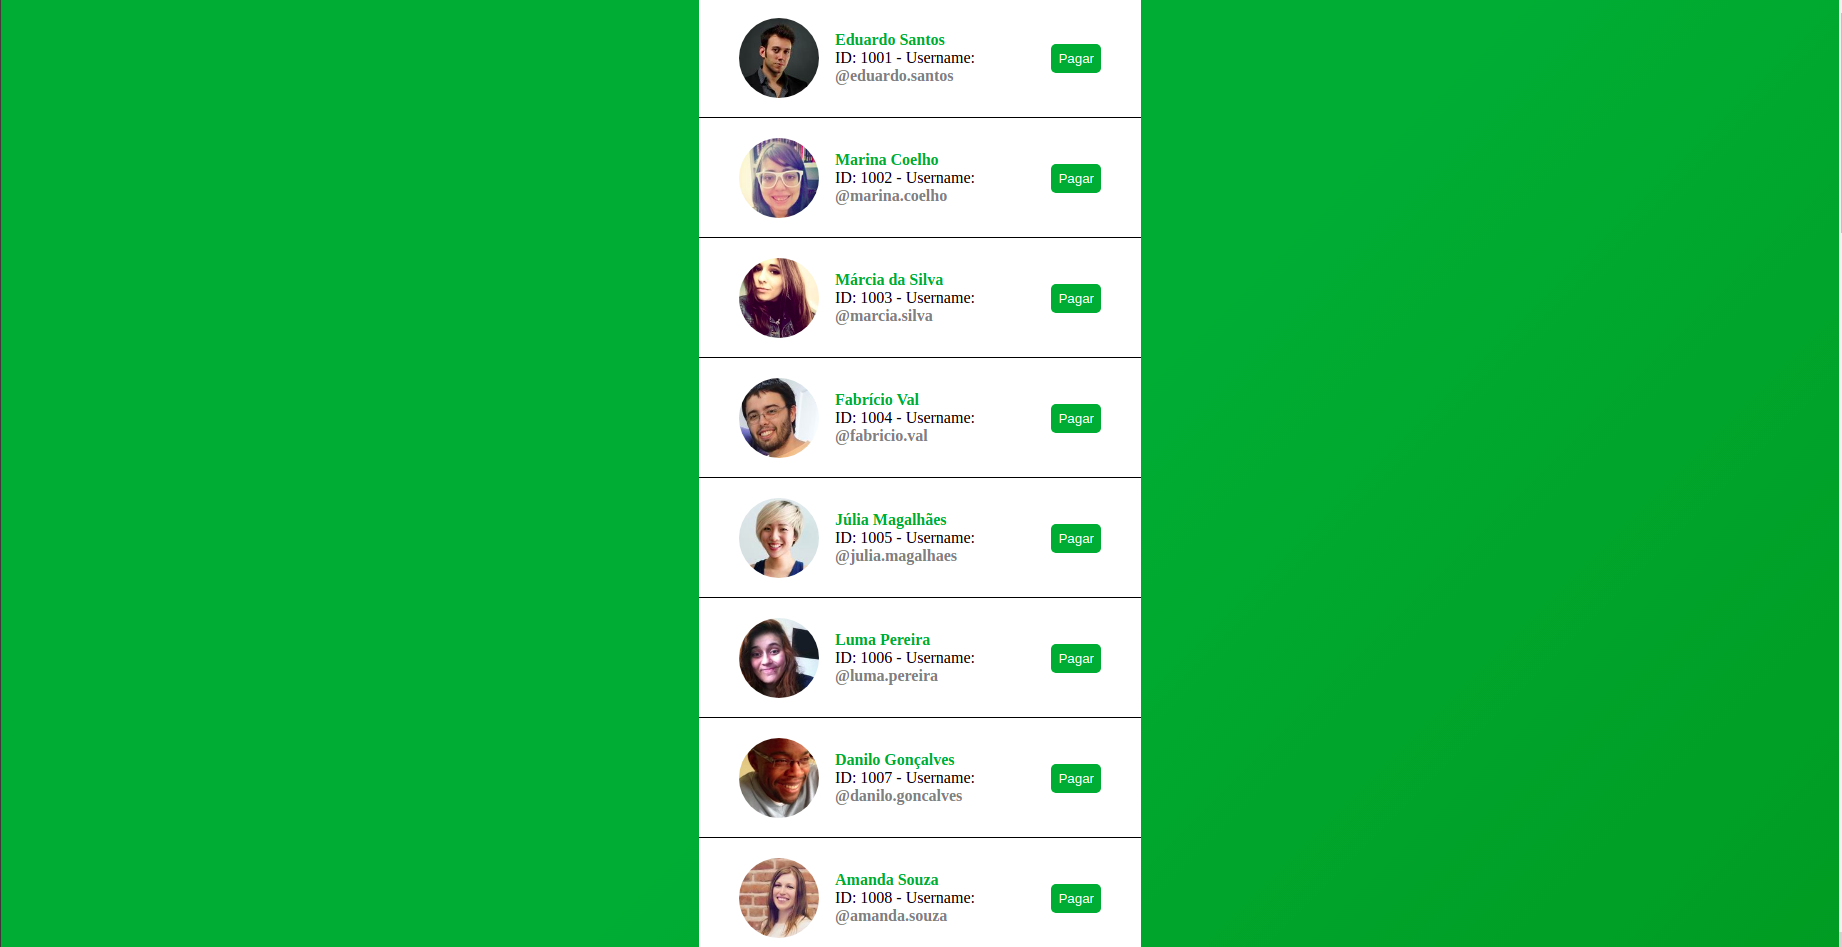 Eduardo Santos
ID: 1001 - Username:
@eduardo.santos
Pagar
Marina Coelho
ID: 1002 - Username:
@marina.coelho
Pagar
Márcia da Silva
ID: 1003 - Username:
@marcia.silva
Pagar
Fabrício Val
ID: 1004 - Username:
@fabricio.val
Pagar
Júlia Magalhães
ID: 1005 - Username:
@julia.magalhaes
Pagar
Luma Pereira
ID: 1006 - Username:
@luma.pereira
Pagar
Danilo Gonçalves
ID: 1007 - Username:
@danilo.goncalves
Pagar
Amanda Souza
ID: 1008 - Username:
@amanda.souza
Pagar